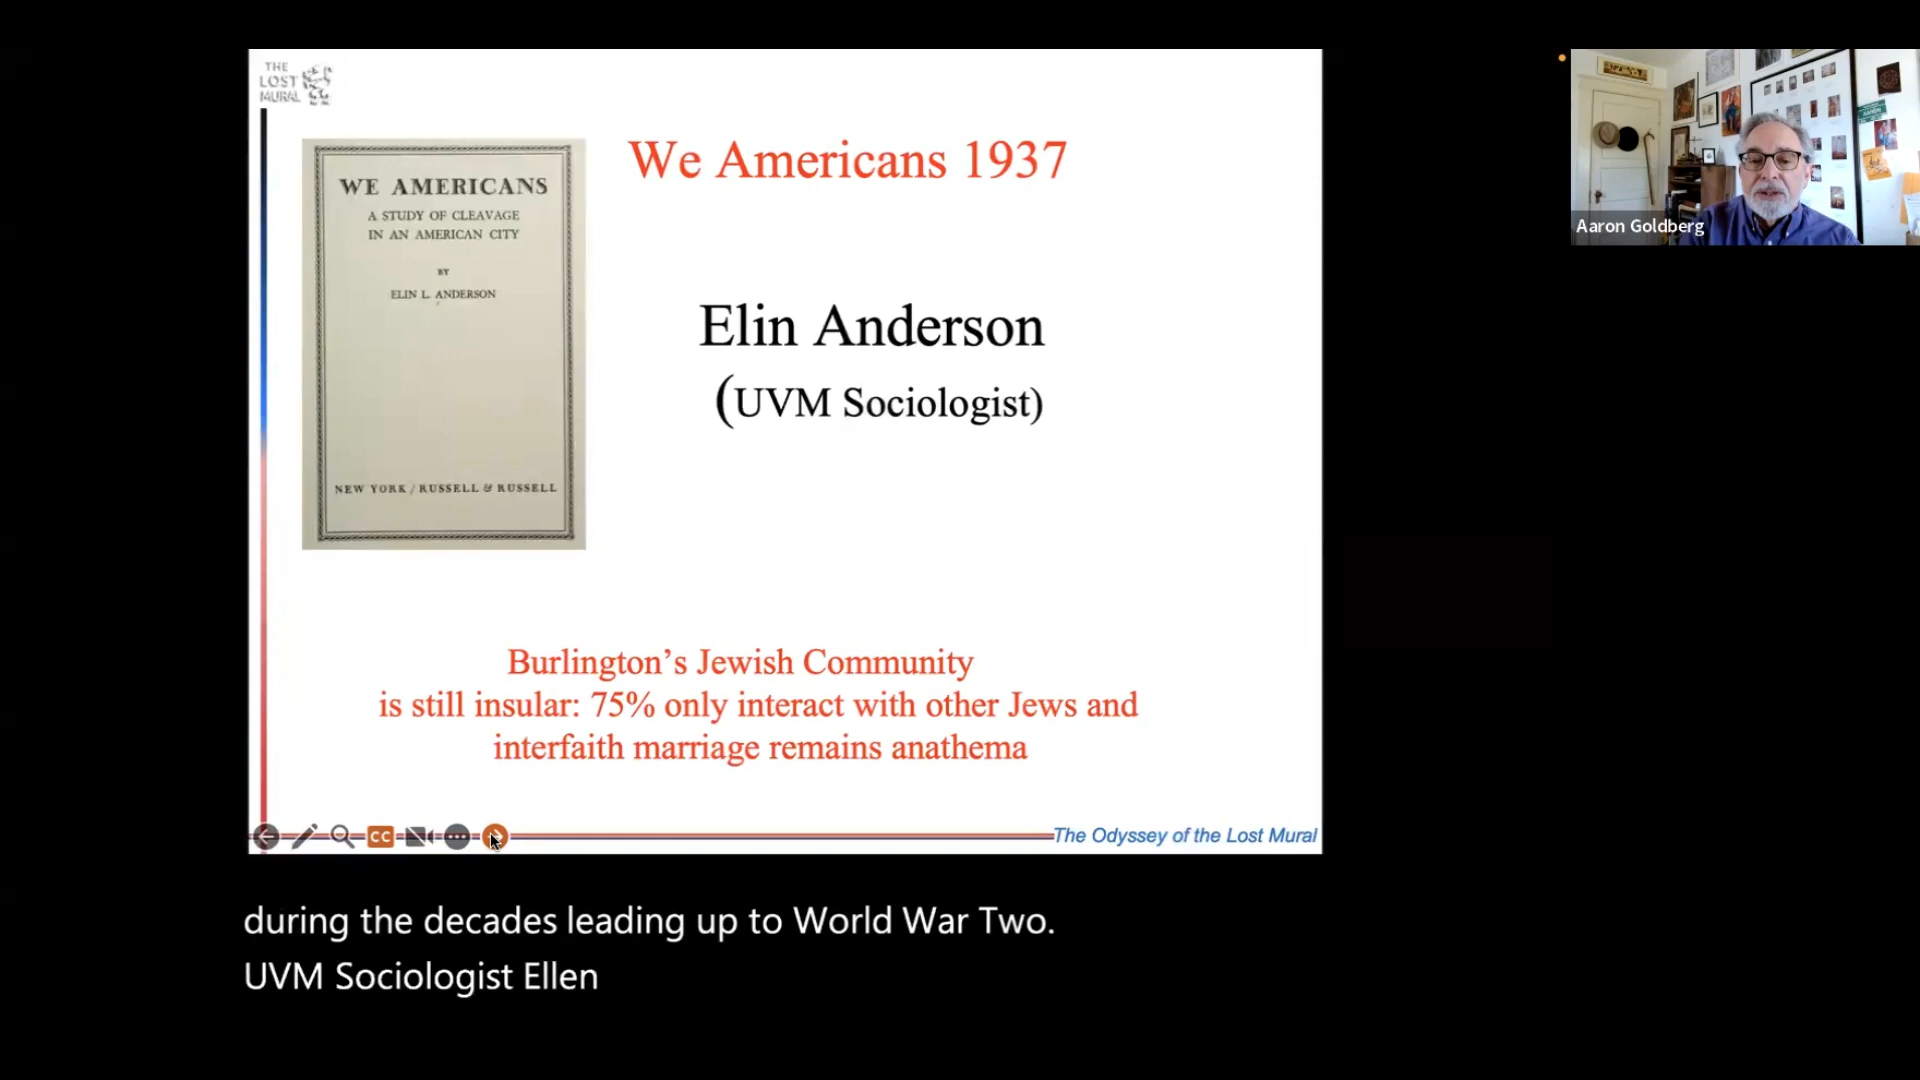 THE
LOST
MURAL
WE AMERICANS
A STUDY OF CLEAVAGE
IN AN AMERICAN CITY
BY
ELIN L. ANDERSON
NEW YORK / RUSSELL & RUSSELL
We Americans 1937
Elin Anderson
(UVM Sociologist)
Burlington’s Jewish Community
is still insular: 75% only interact with other Jews and
interfaith marriage remains anathema
CC
The Odyssey of the Lost Mural
Aaron Goldberg
during the decades leading up to World War Two.
UVM Sociologist Ellen